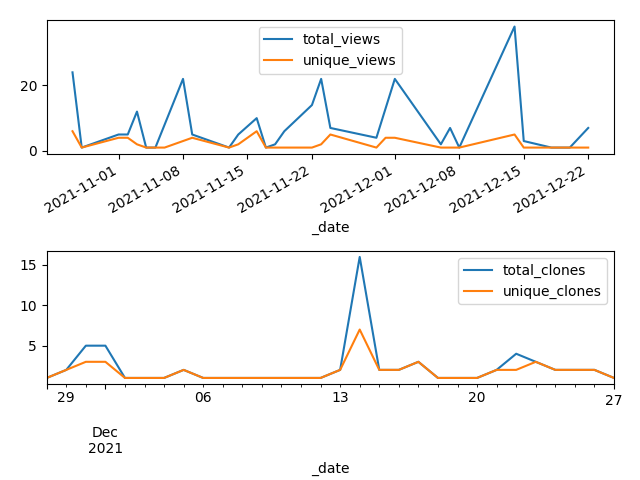 total_views
unique_views
20
0
2021-11-01
2021-11-08
2021-11-15
2021-11-22
2021-12-01
2021-12-08
2021-12-15
2021-12-22
_date
total_clones
unique_clones
15
10
5
29
06
13
20
27
Dec
2021
_date